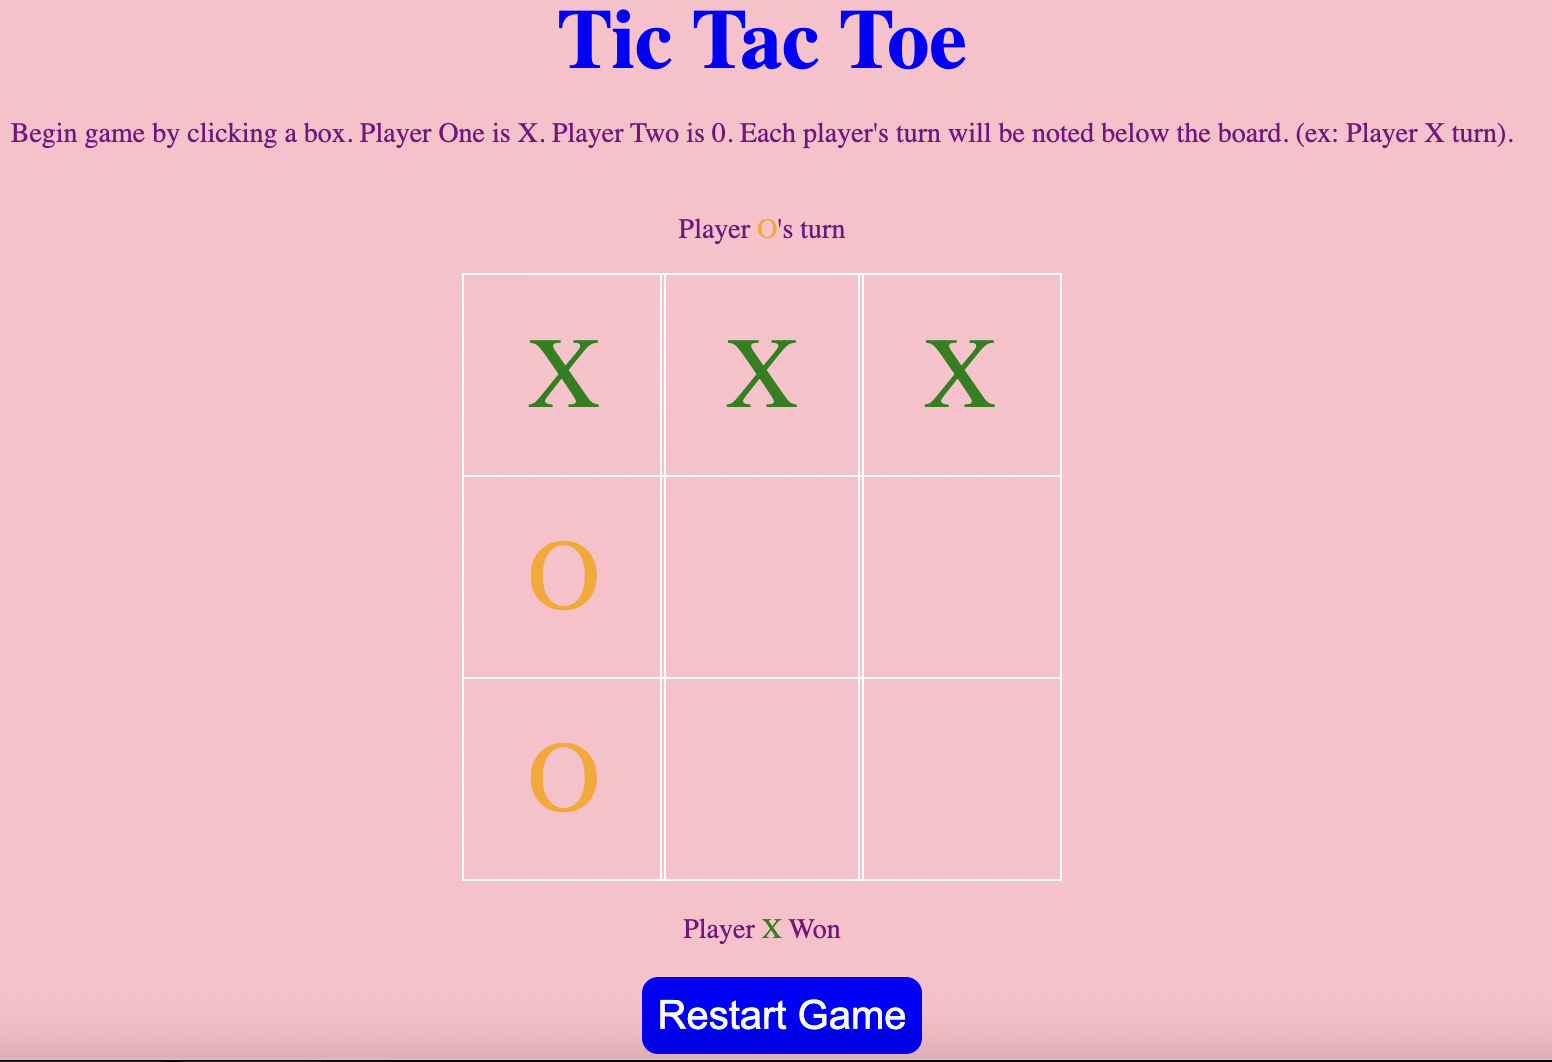 Tic Tac Toe
Begin game by clicking a box. Player One is X. Player Two is 0. Each player's turn will be noted below the board. (ex: Player X turn).
Player O's turn
X X X
O
O
Player X Won
Restart Game